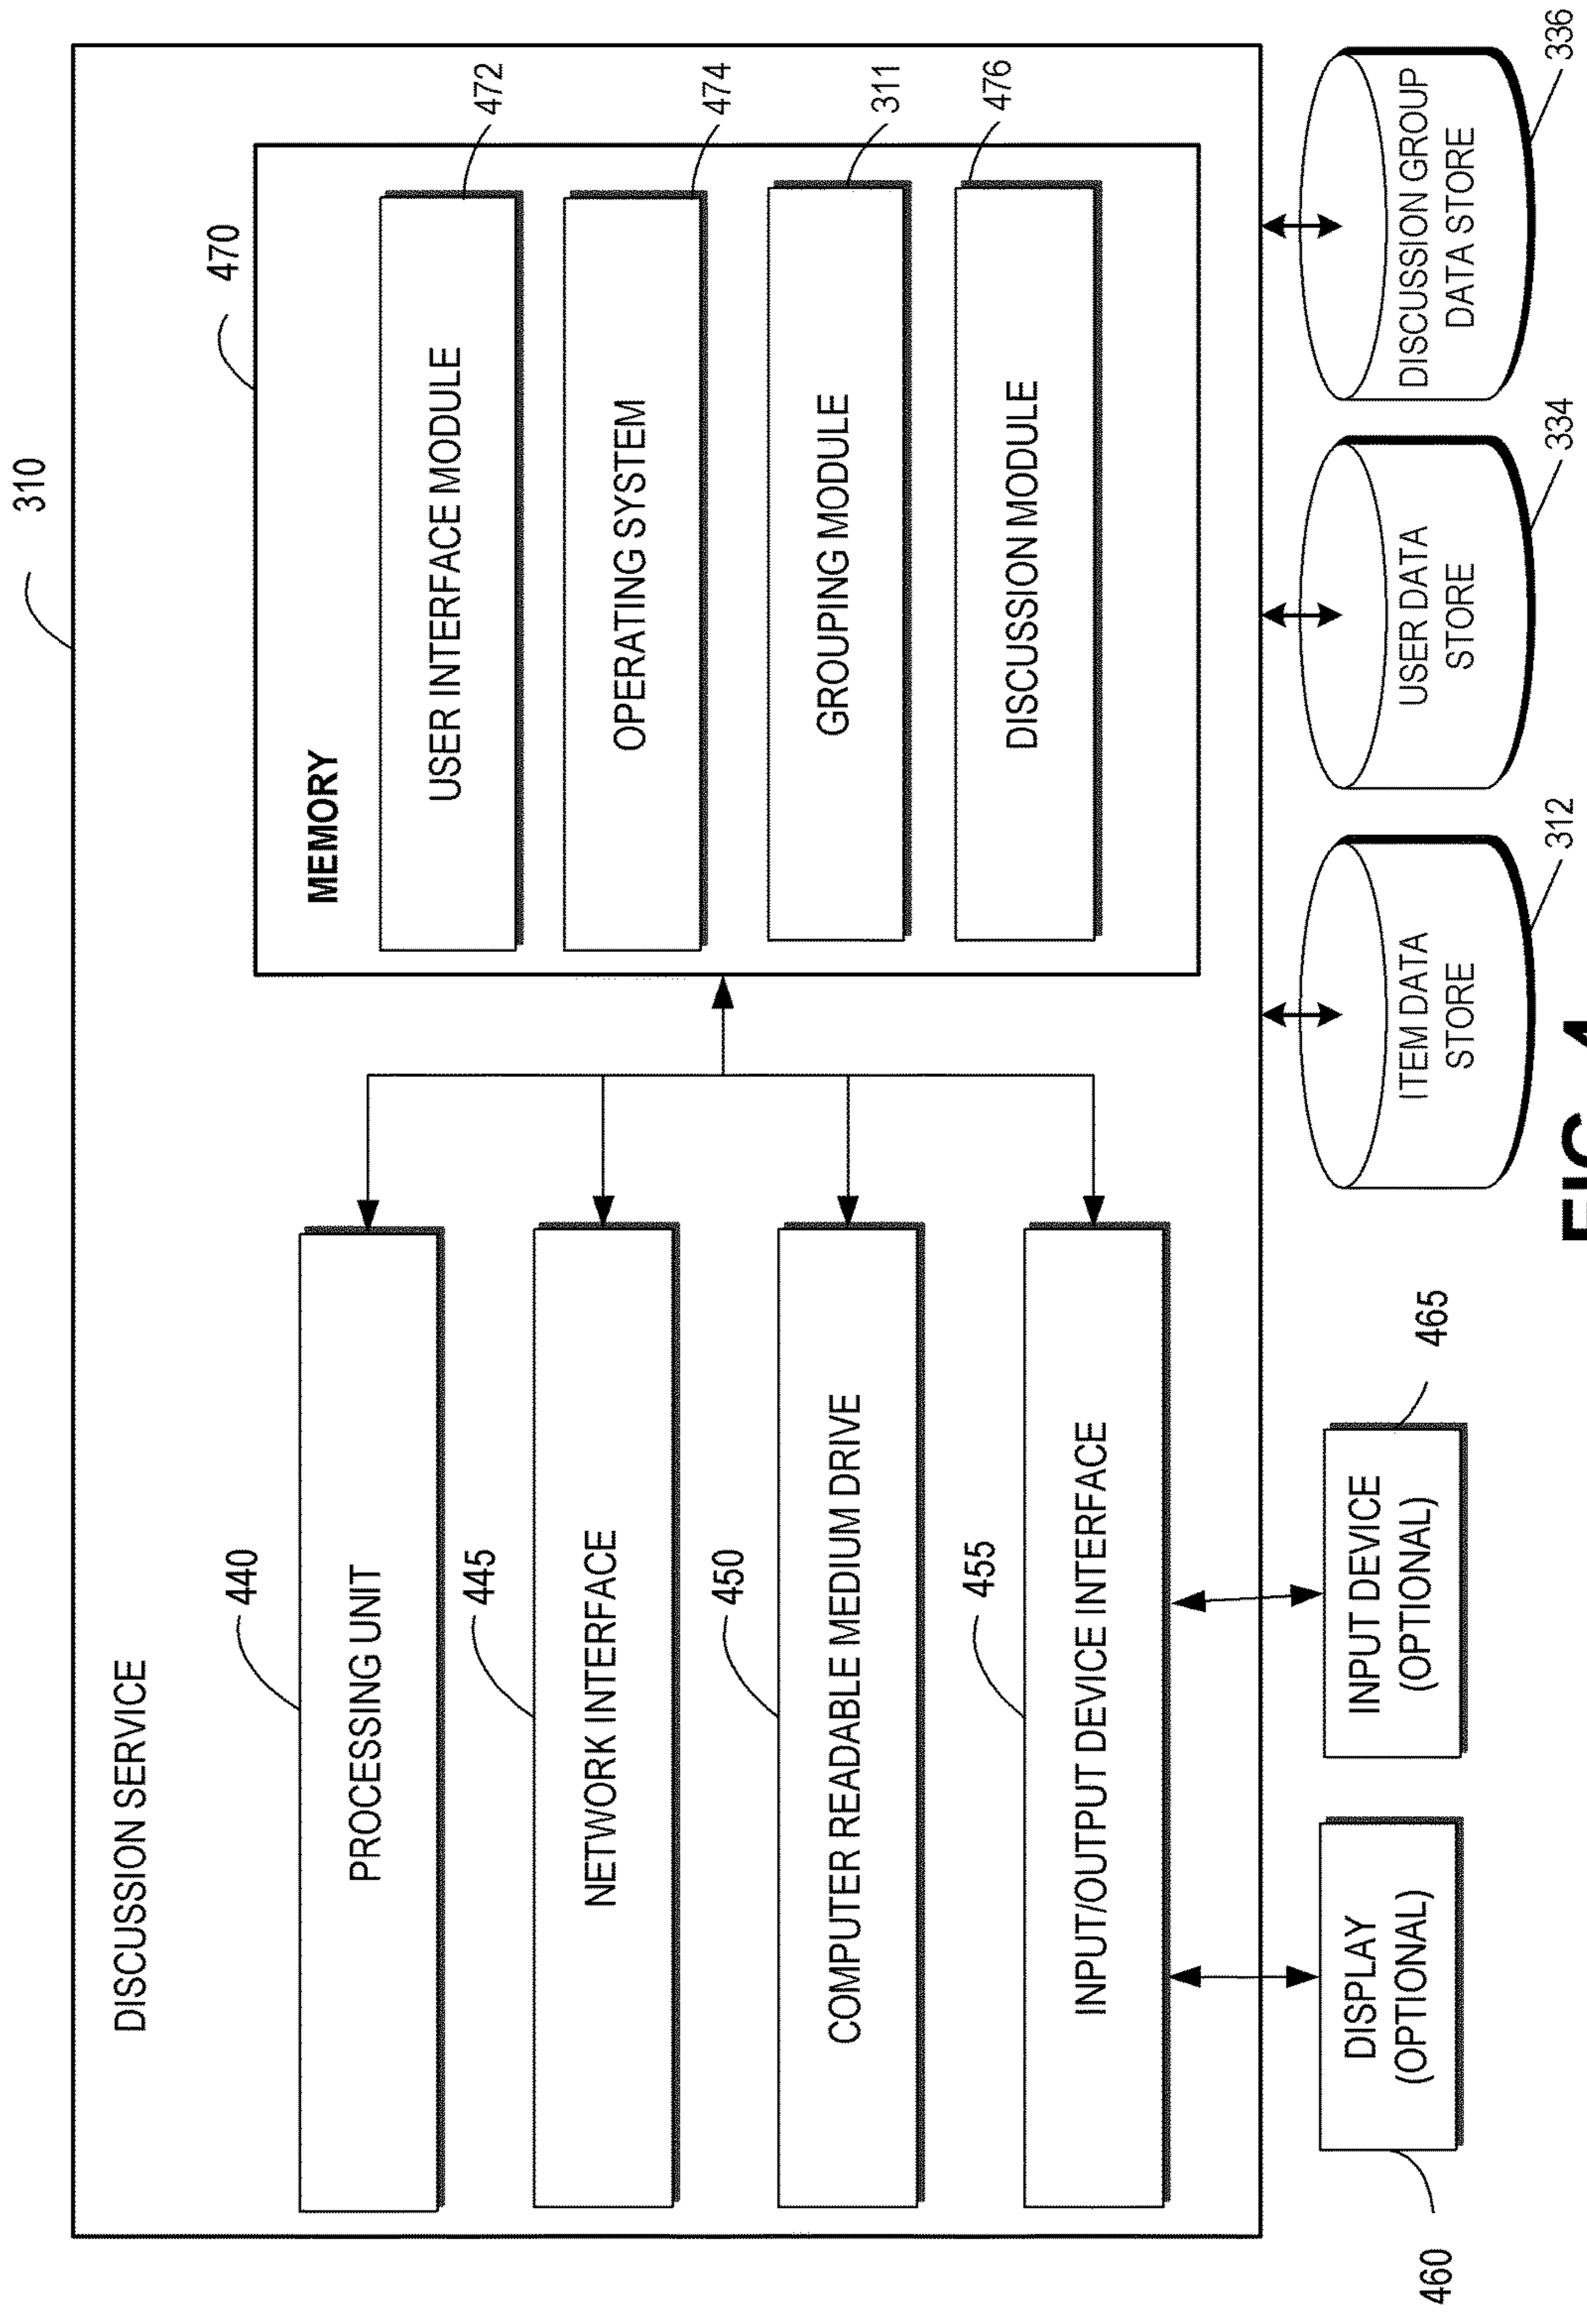 310
DISCUSSION SERVICE
470
440
PROCESSING UNIT
MEMORY
472
USER INTERFACE MODULE
445
NETWORK INTERFACE
474
OPERATING SYSTEM
450
COMPUTER READABLE MEDIUM DRIVE
311
GROUPING MODULE
455
INPUT/OUTPUT DEVICE INTERFACE
476
DISCUSSION MODULE
DISPLAY
(OPTIONAL)
460
INPUT DEVICE
(OPTIONAL)
465
ITEM DATA
STORE
312
USER DATA
STORE
334
DISCUSSION GROUP
DATA STORE
336